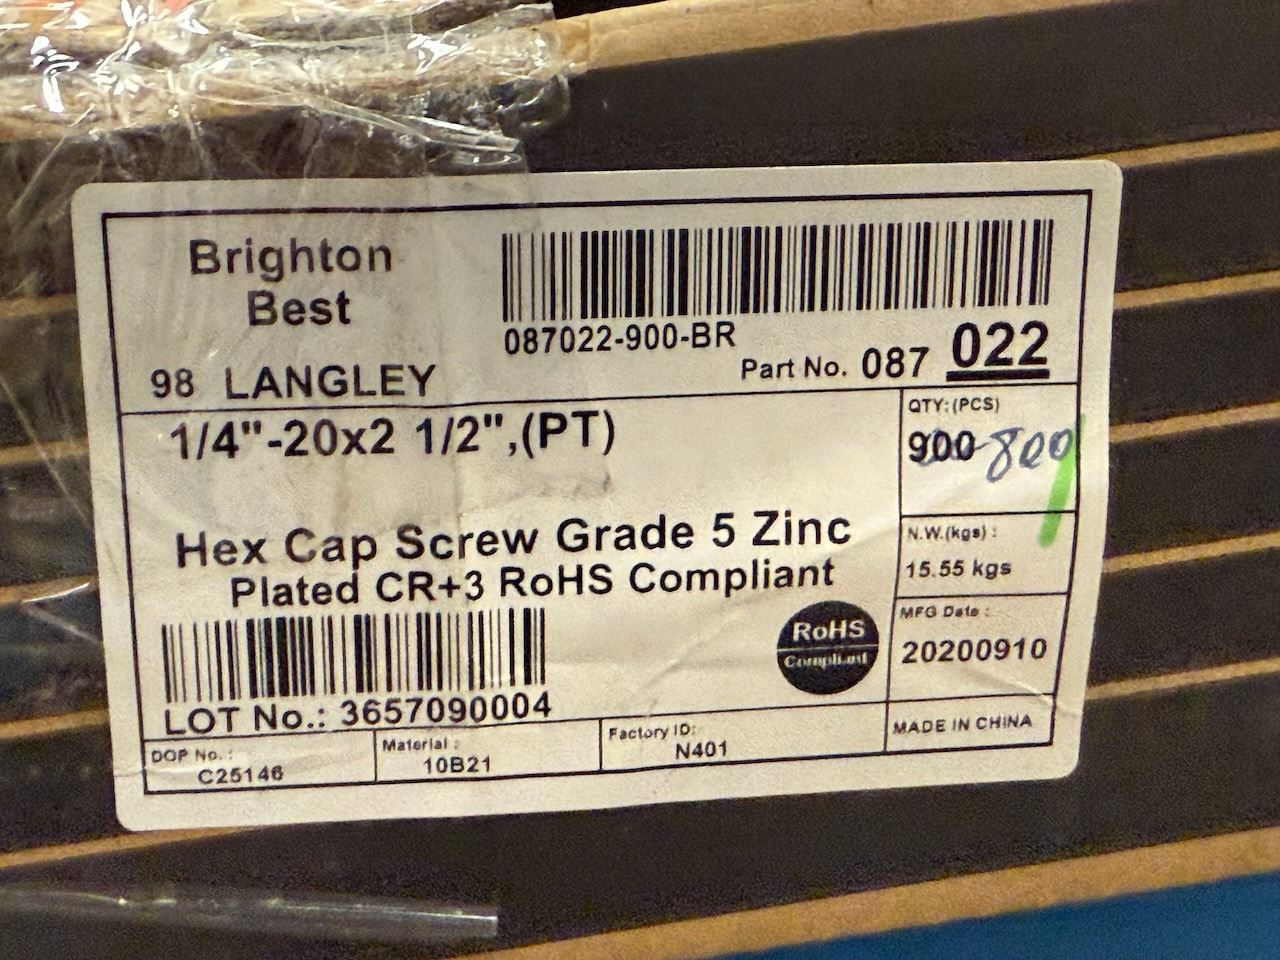 Brighton
Best
98 LANGLEY
087022-900-BR
Part No. 087 022
1/4"-20x2 1/2",(PT)
QTY:(PCS)
900 800
Hex Cap Screw Grade 5 Zinc
Plated CR+3 RoHS Compliant
N.W.(kgs) :
15.55 kgs
RoHS
Compliant
MFG Date :
20200910
LOT No.: 3657090004
DOP No. :
C25146
Material :
10B21
Factory ID:
N401
MADE IN CHINA